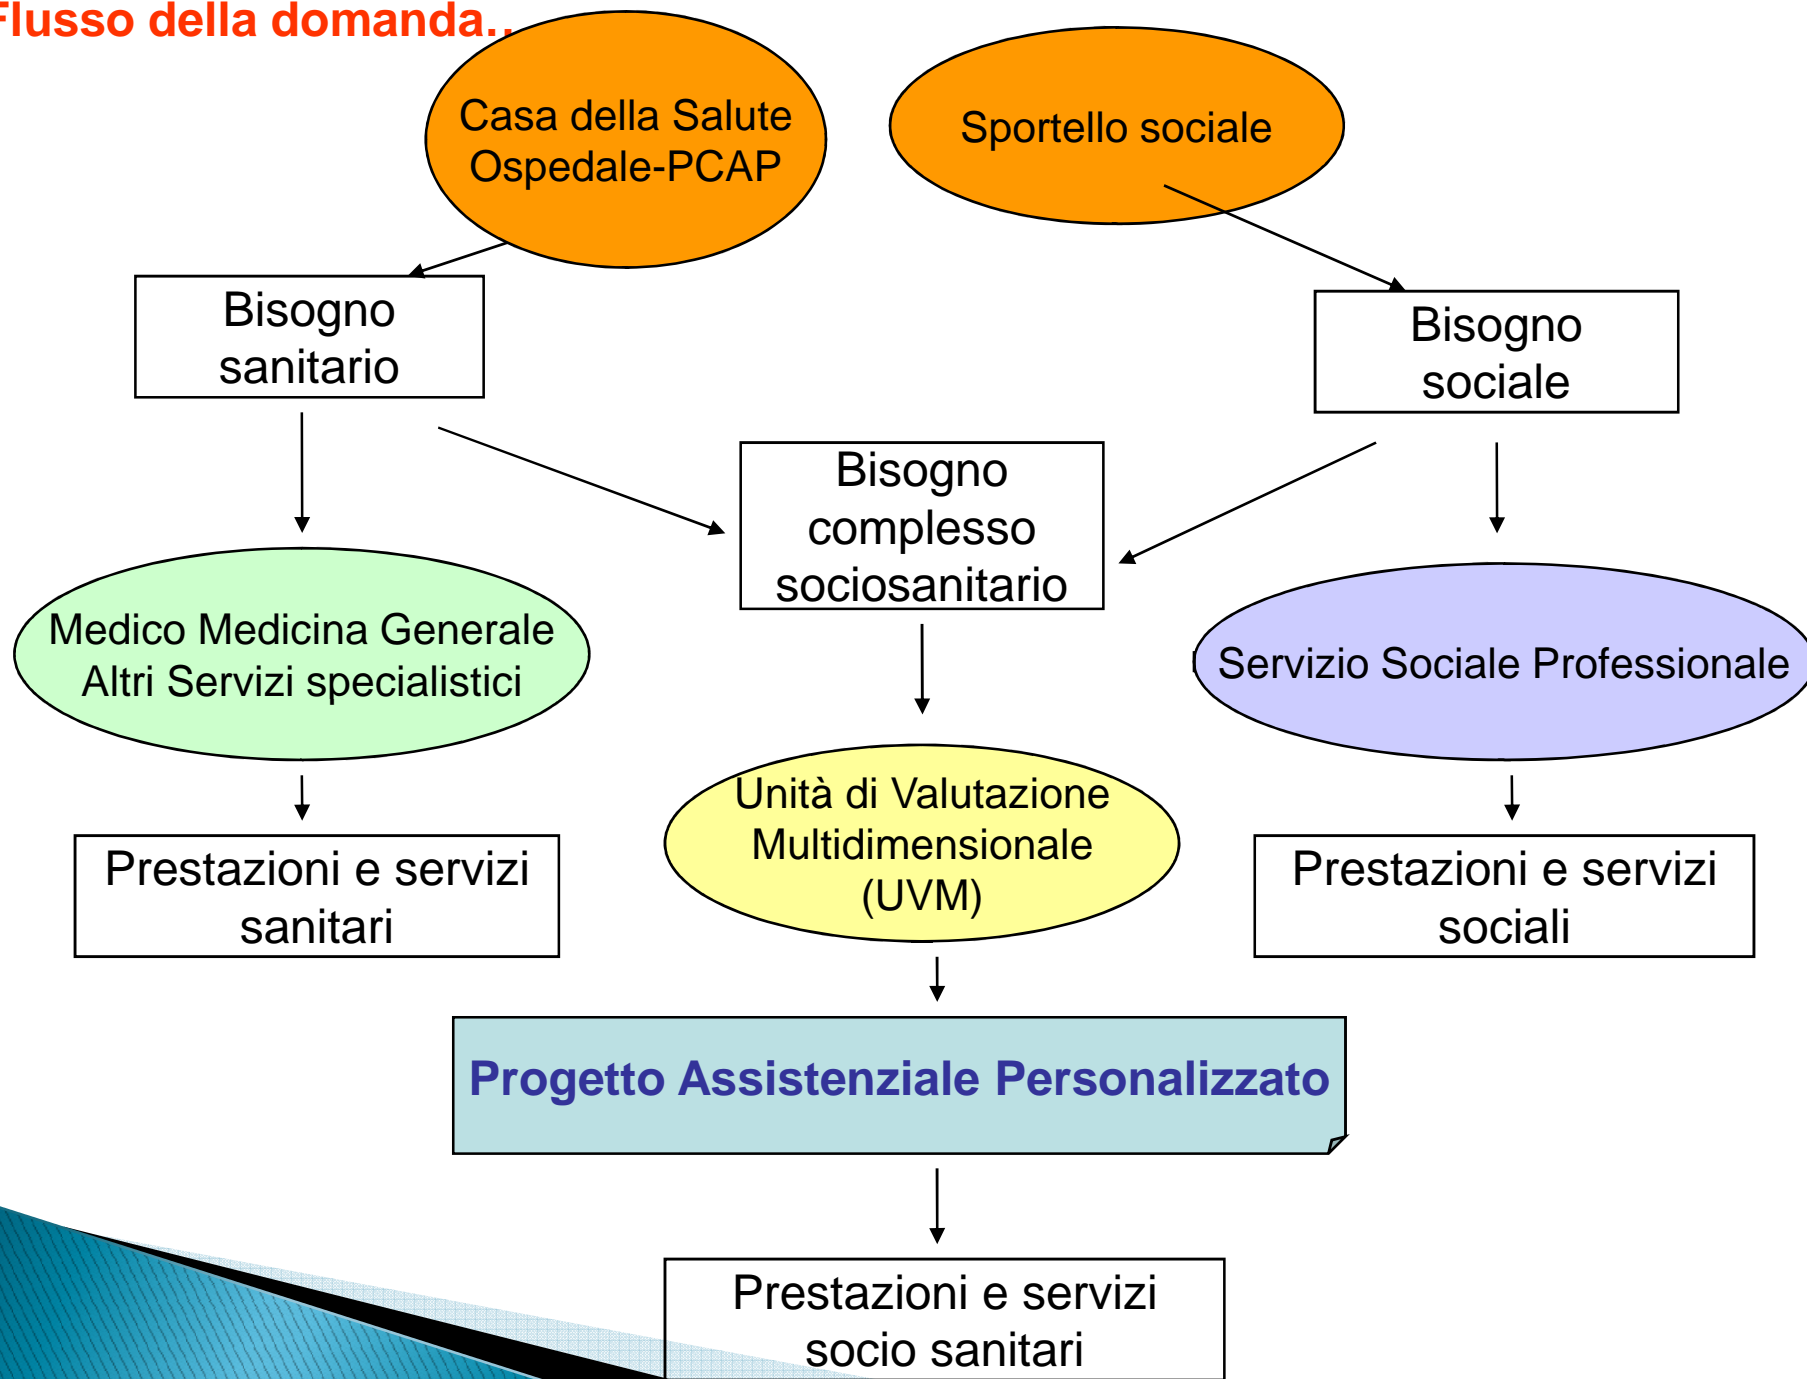 Flusso della domanda..
Casa della Salute
Ospedale-PCAP
Sportello sociale
Bisogno
sanitario
Bisogno
sociale
Bisogno
complesso
sociosanitario
Medico Medicina Generale
Altri Servizi specialistici
Servizio Sociale Professionale
Unità di Valutazione
Multidimensionale
(UVM)
Prestazioni e servizi
sanitari
Prestazioni e servizi
sociali
Progetto Assistenziale Personalizzato
Prestazioni e servizi
socio sanitari